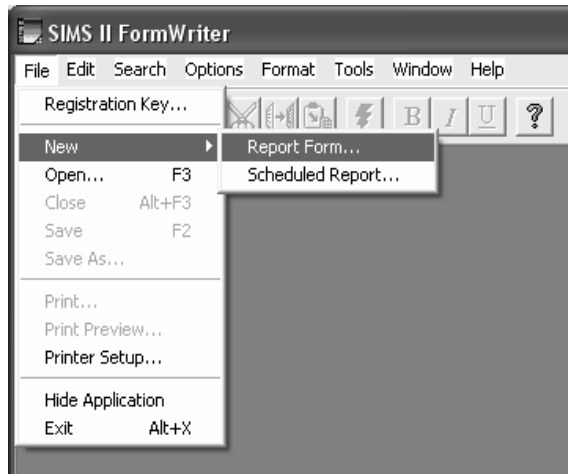 SIMS II FormWriter
File Edit Search Options Format Tools Window Help
Registration Key...
B I U ?
New Report Form...
Open... F3 Scheduled Report...
Close Alt+F3
Save F2
Save As...
Print...
Print Preview...
Printer Setup...
Hide Application
Exit Alt+X